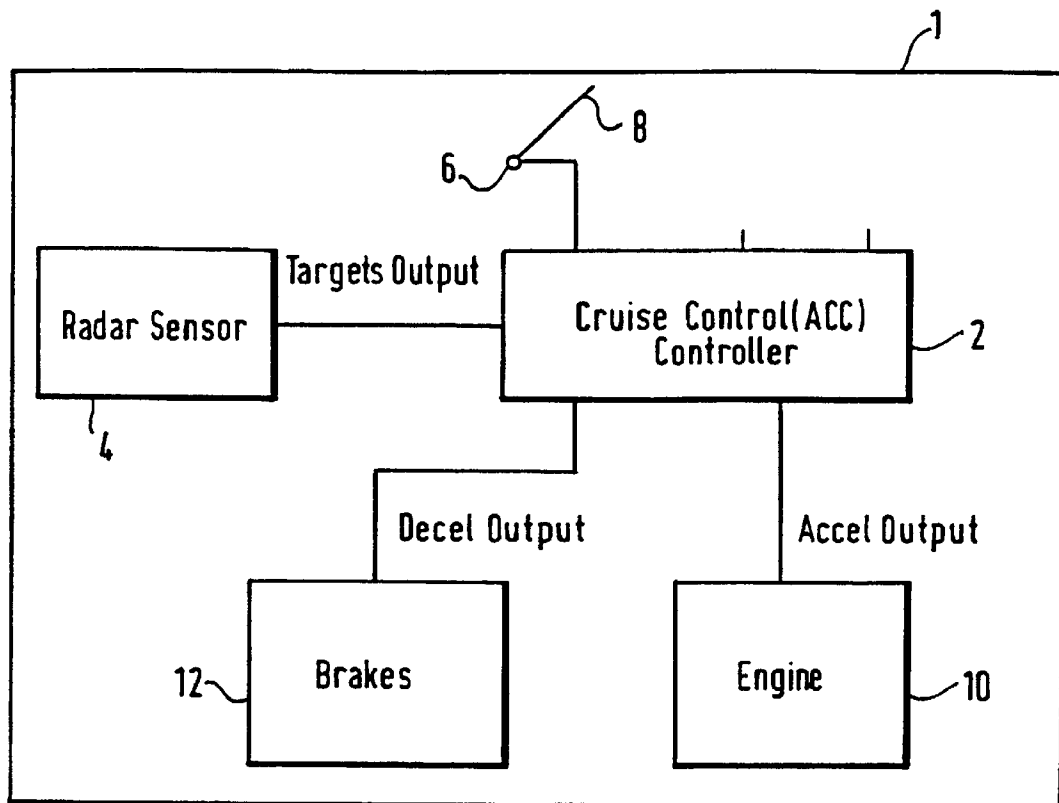 1
8
6
Targets Output
Radar Sensor
Cruise Control(ACC)
Controller
2
4
Decel Output
Accel Output
12
Brakes
Engine
10